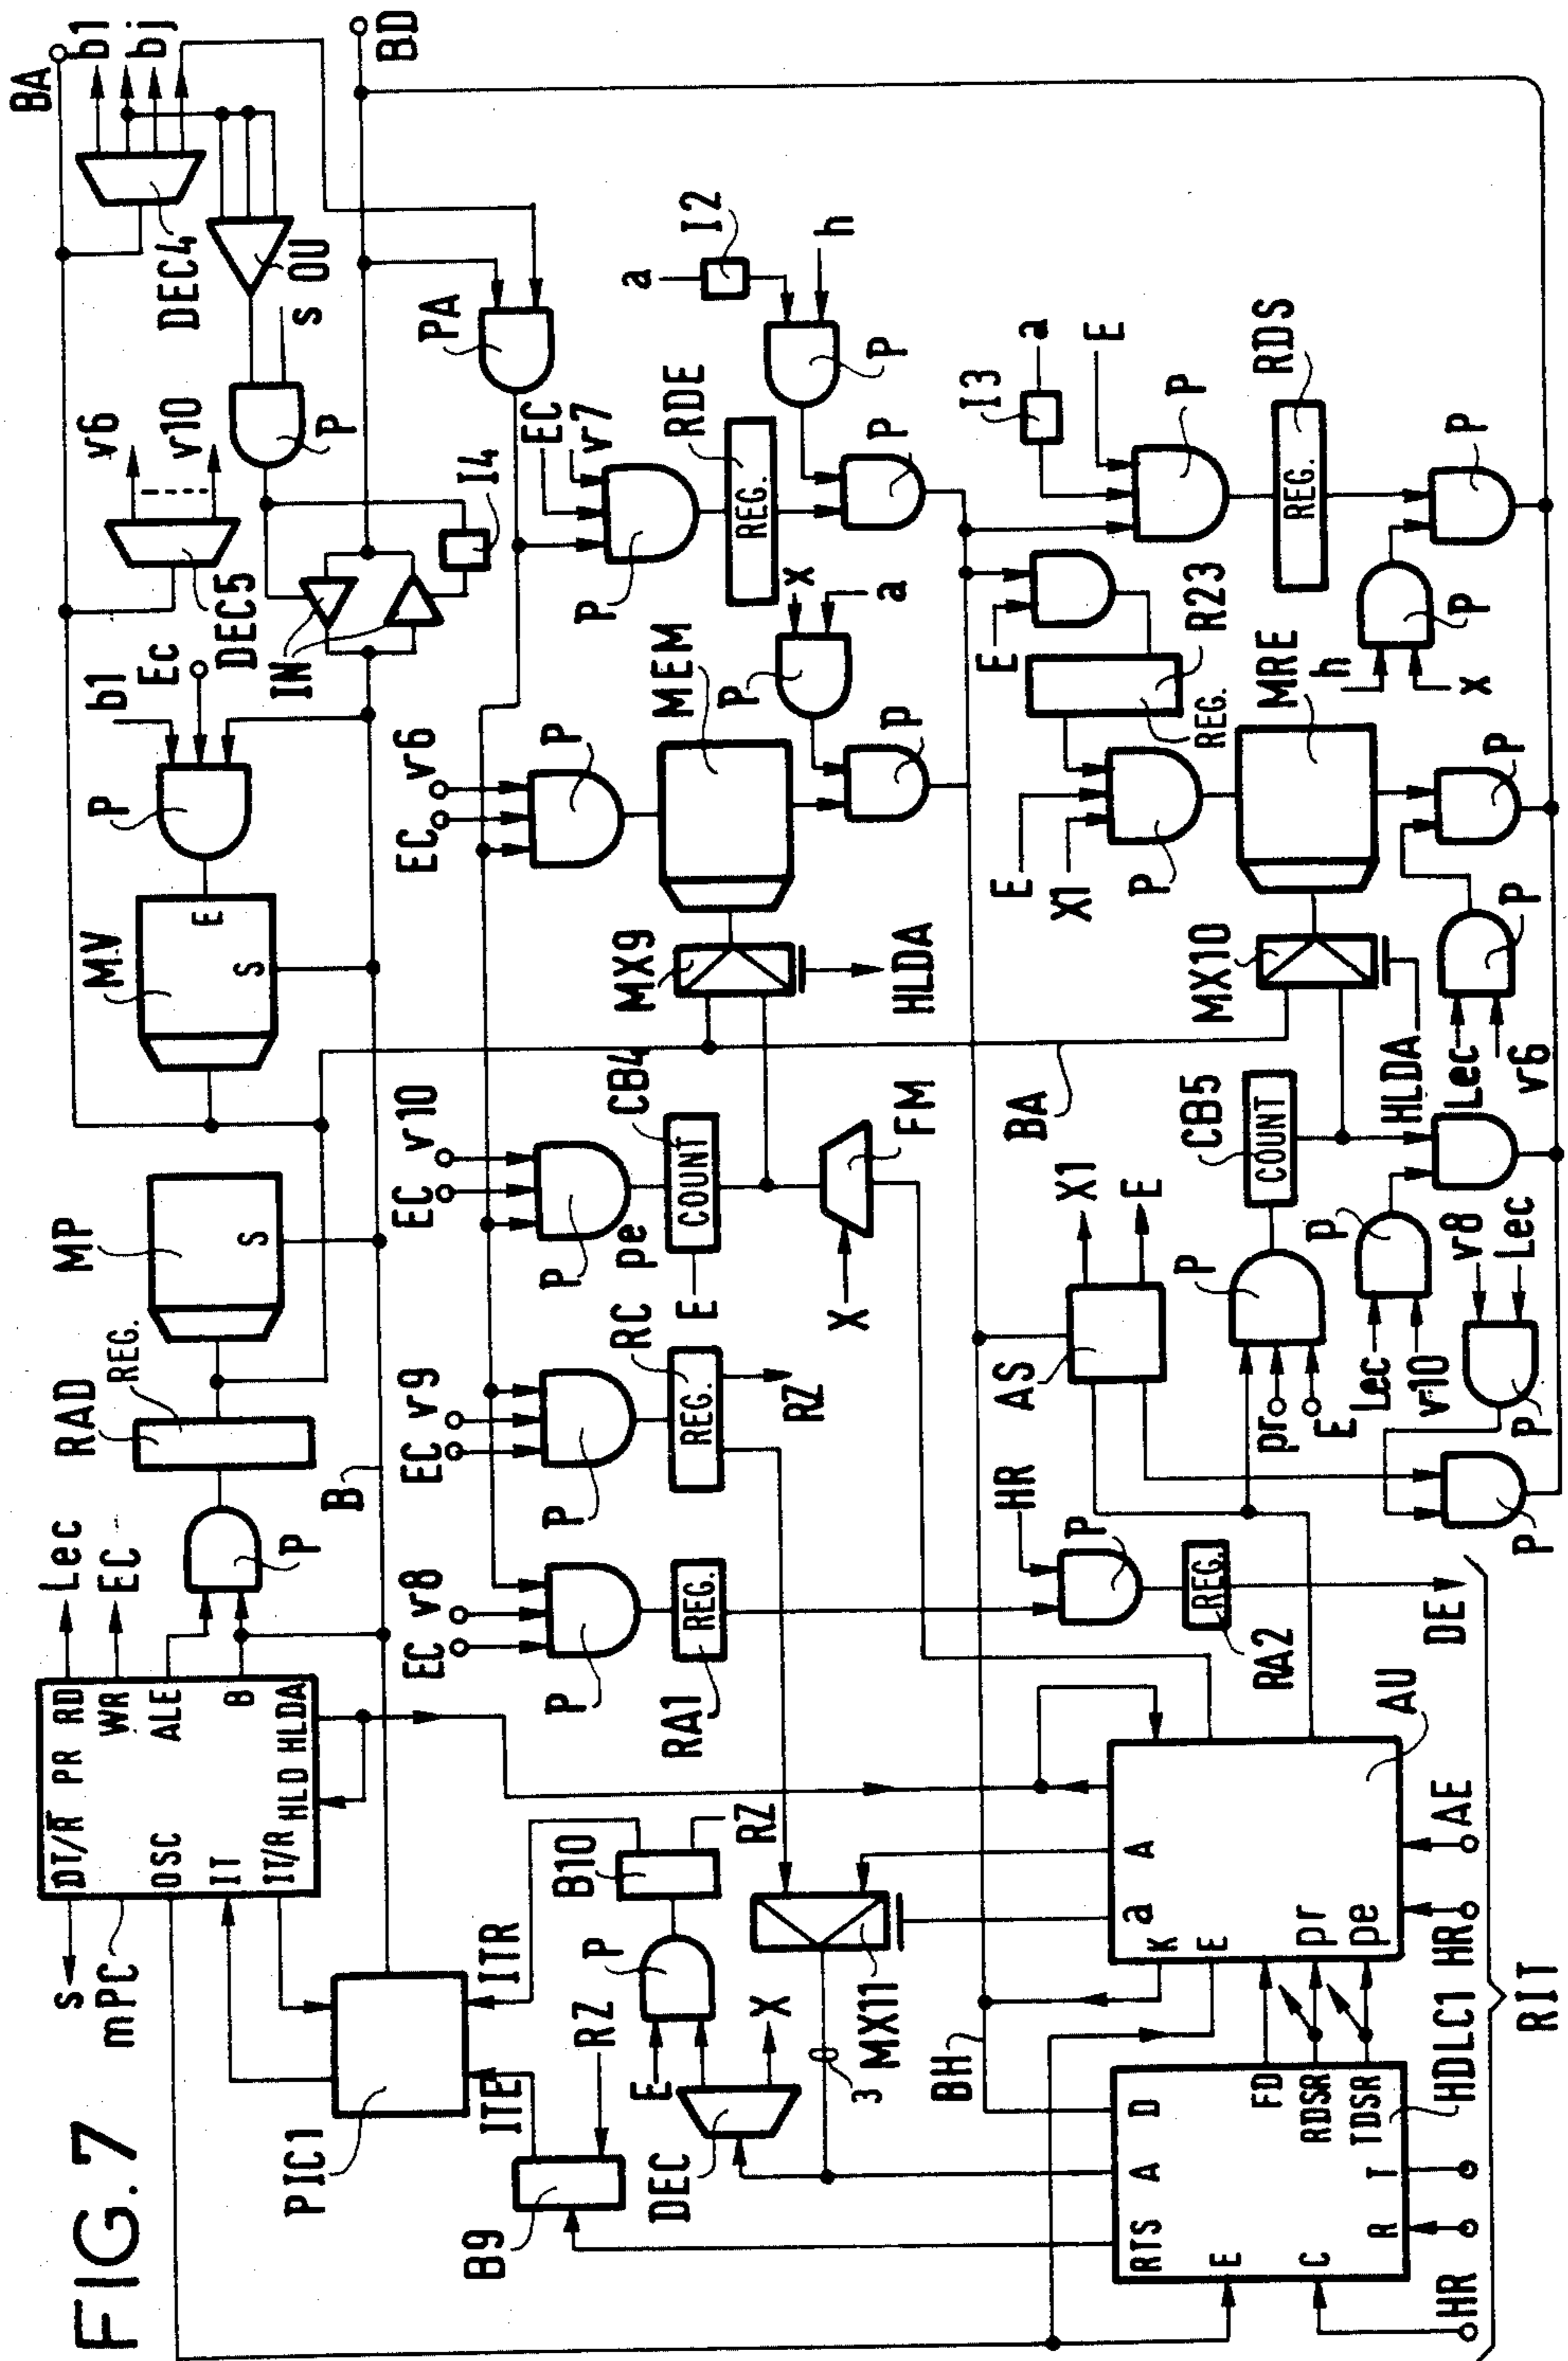 FIG. 7
s
mPC
DT/R̅ PR RD
WR
ALE
OSC
IT
B
IT/R
HLD HLDA
Lec
EC
P
RAD
REG.
MP
S
MV
E
S
P
b1
Ec
DEC5
v6
v10
IN
I4
P
s
OU
DEC4
BA
b1
bj
BD
B
PIC1
ITE
ITR
B9
RZ
B10
RZ
P
E
DEC
X
3
MX11
EC
v8
P
RA1
REG.
EC
v9
P
RC
REG.
RZ
EC
v10
P
pe
CB4
COUNT
E
X
FM
EC
v6
P
MX9
HLDA
MEM
P
x
a
P
PA
EC
v7
P
RDE
REG.
P
a
I2
h
P
BA
BH
HR
P
REG.
RA2
DE
AS
X1
E
pr
E
P
CB5
COUNT
Lec
v10
P
v8
Lec
P
P
MX10
HLDA
Lec
v6
P
P
E
X1
P
MRE
REG.
R23
E
h
x
P
I3
a
E
P
REG.
RDS
P
RTS
A
D
E
C
R
T
FD
RDSR
TDSR
HDLC1
HR
a
A
K
E
pr
pe
AU
HR
AE
RIT